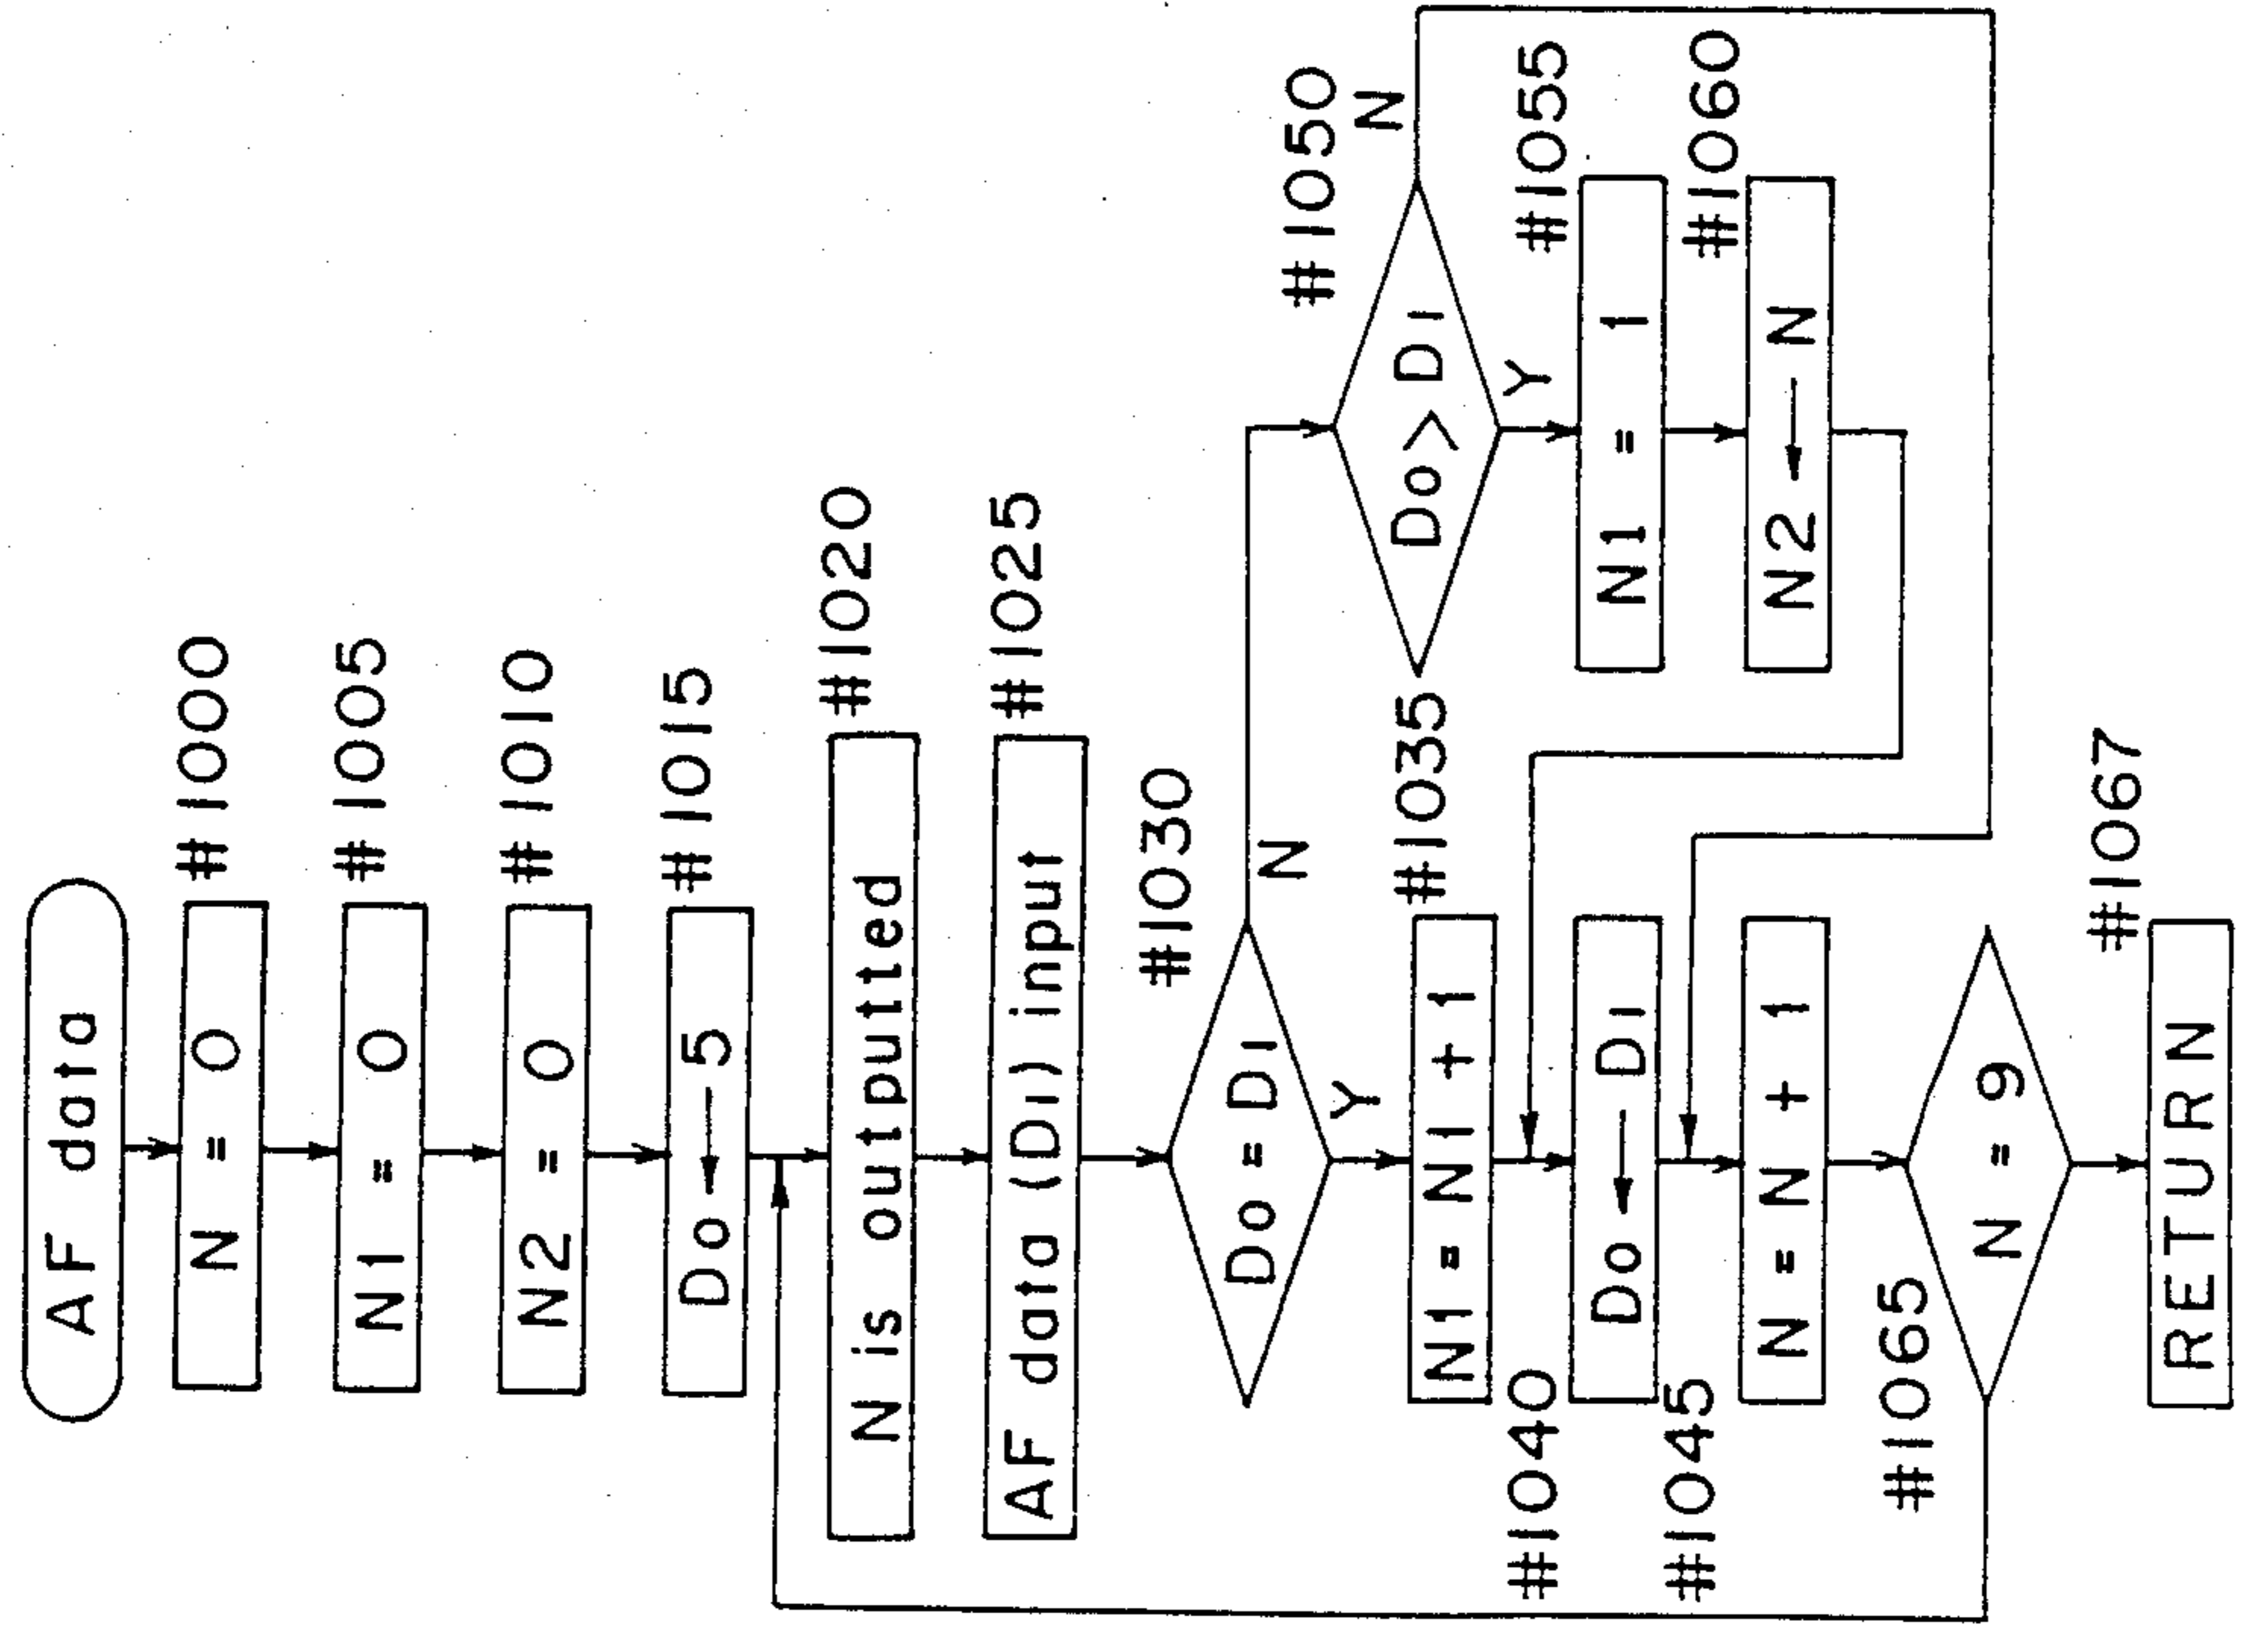 AF data
N = 0
#1000
N1 = 0
#1005
N2 = 0
#1010
Do ← 5
#1015
N is outputted
#1020
AF data (D1) input
#1025
#1030
Do = D1
N
Y
#1035
N1 = N1 + 1
#1040
Do ← D1
#1045
N = N + 1
#1065
N = 9
#1067
RETURN
#1050
Do > D1
N
Y
#1055
N1 = 1
#1060
N2 ← N